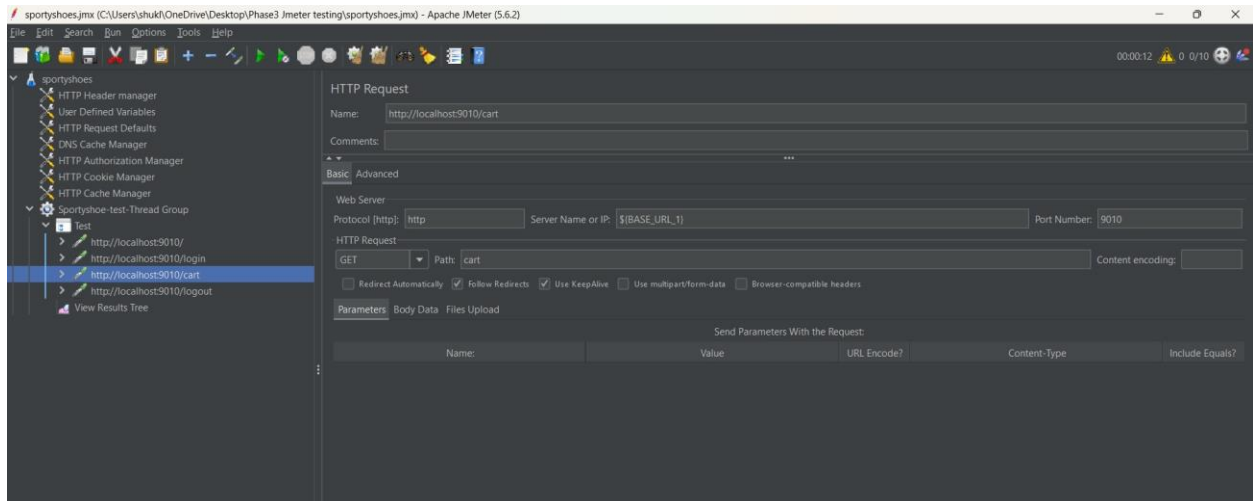 sportyshoes.jmx (C:\Users\shukl\OneDrive\Desktop\Phase3 Jmeter testing\sportyshoes.jmx) - Apache JMeter (5.6.2)
File Edit Search Run Options Tools Help
00:00:12 0 0/10
sportyshoes
HTTP Header manager
User Defined Variables
HTTP Request Defaults
DNS Cache Manager
HTTP Authorization Manager
HTTP Cookie Manager
HTTP Cache Manager
Sportyshoe-test-Thread Group
Test
http://localhost:9010/
http://localhost:9010/login
http://localhost:9010/cart
http://localhost:9010/logout
View Results Tree
HTTP Request
Name: http://localhost:9010/cart
Comments:
Basic Advanced
Web Server
Protocol [http]: http Server Name or IP: ${BASE_URL_1} Port Number: 9010
HTTP Request
GET Path: cart Content encoding:
Redirect Automatically Follow Redirects Use KeepAlive Use multipart/form-data Browser-compatible headers
Parameters Body Data Files Upload
Send Parameters With the Request:
Name: Value URL Encode? Content-Type Include Equals?